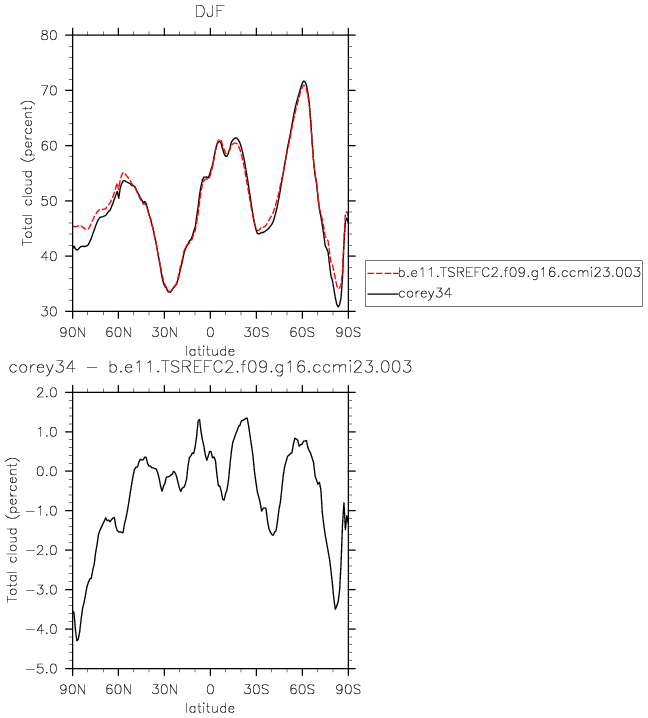 DJF
80
70
60
50
40
30
Total cloud (percent)
90N 60N 30N 0 30S 60S 90S
latitude
b.e11.TSREFC2.f09.g16.ccmi23.003
corey34
corey34 − b.e11.TSREFC2.f09.g16.ccmi23.003
2.0
1.0
0.0
−1.0
−2.0
−3.0
−4.0
−5.0
Total cloud (percent)
90N 60N 30N 0 30S 60S 90S
latitude